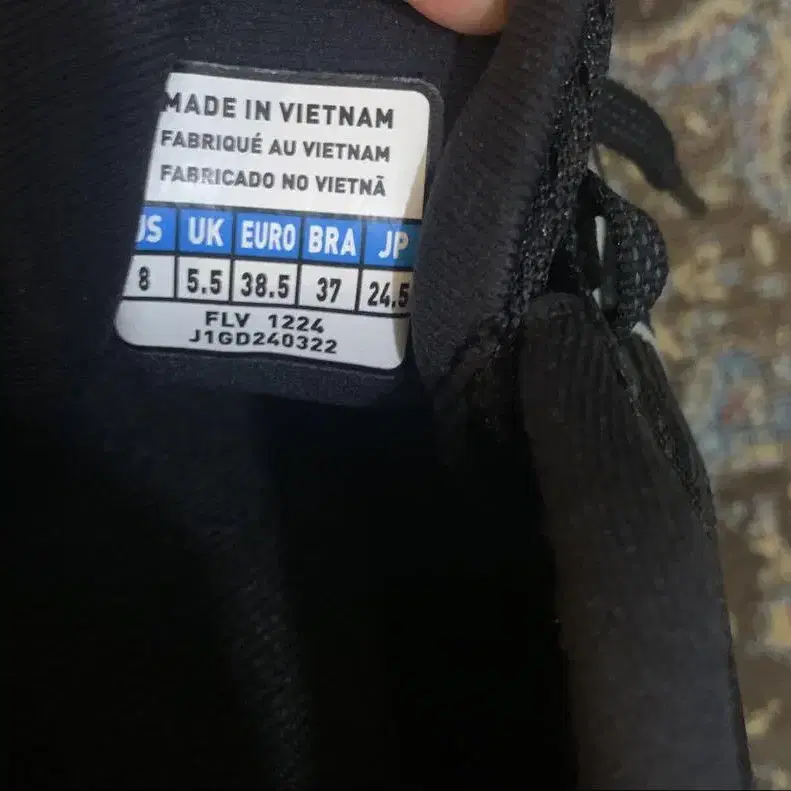 MADE IN VIETNAM
FABRIQUÉ AU VIETNAM
FABRICADO NO VIETNÃ
US UK EURO BRA JP
8 5.5 38.5 37 24.5
FLV 1224
J1GD240322